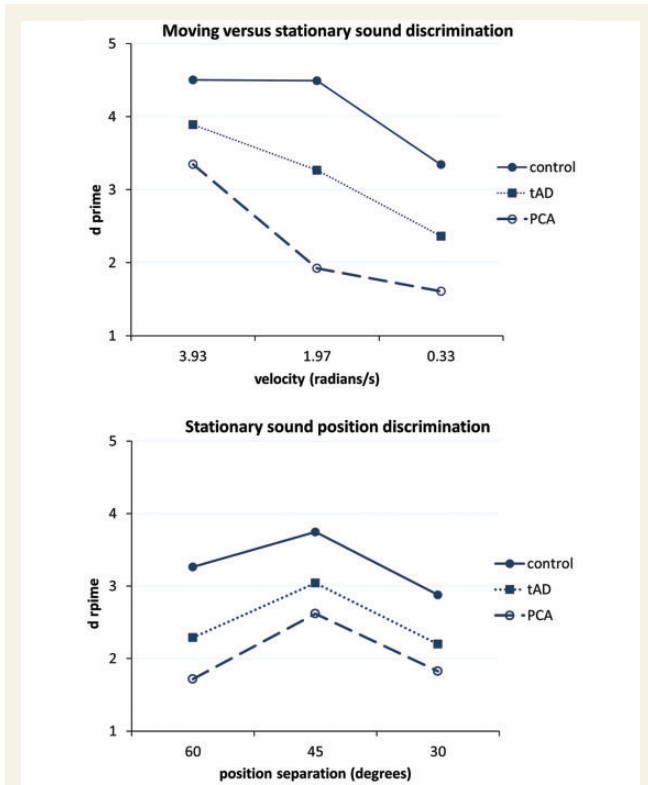 Moving versus stationary sound discrimination
5
4
3
2
1
d prime
control
tAD
PCA
3.93 1.97 0.33
velocity (radians/s)
Stationary sound position discrimination
5
4
3
2
1
d rpime
control
tAD
PCA
60 45 30
position separation (degrees)